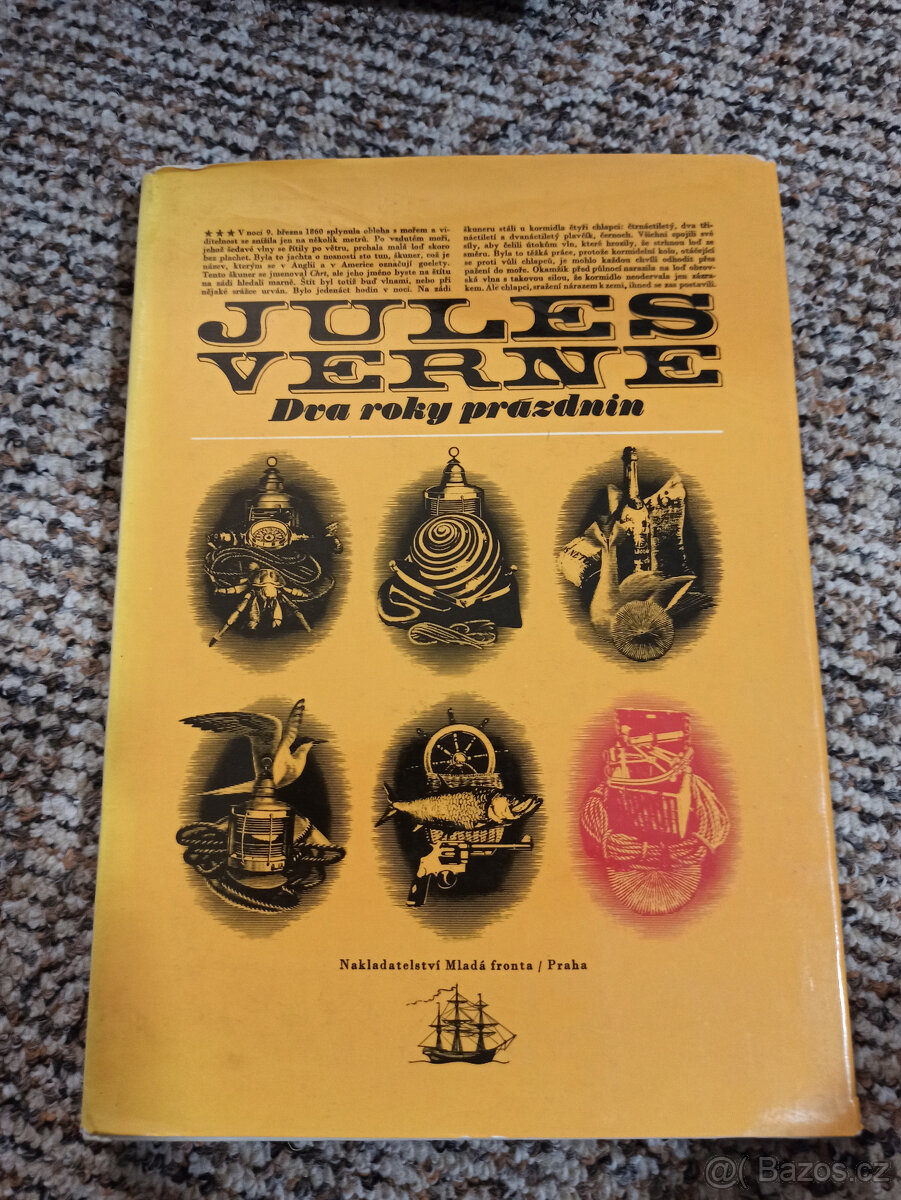 ★★★ V noci 9. března 1860 splynula obloha s mořem a vi-
ditelnost se snížila jen na několik metrů. Po vzdutém moři,
jehož šedavé vlny se řítily po větru, prchala malá loď skoro
bez plachet. Byla to jachta o nosnosti sto tun, škuner, což je
název, kterým se v Anglii a v Americe označují goelety.
Tento škuner se jmenoval Chrt, ale jeho jméno byste na štítu
na zádi hledali marně. Štít byl totiž buď vlnami, nebo při
nějaké srážce urván. Bylo jedenáct hodin v noci. Na zádi
škuneru stáli u kormidla čtyři chlapci: čtrnáctiletý, dva tři-
náctiletí a dvanáctiletý plavčík, černoch. Všichni spojili své
síly, aby čelili útokům vln, které hrozily, že strhnou loď ze
směru. Byla to těžká práce, protože kormidelní kolo, otáčející
se proti vůli chlapců, je mohlo každou chvíli odhodit přes
pažení do moře. Okamžik před půlnocí narazila na loď obrov-
ská vlna s takovou silou, že kormidlo neodervala jen zázra-
kem. Ale chlapci, sražení nárazem k zemi, ihned se zas postavili.
JULES
VERNE
Dva roky prázdnin
Nakladatelství Mladá fronta / Praha
@( Bazoš.cz